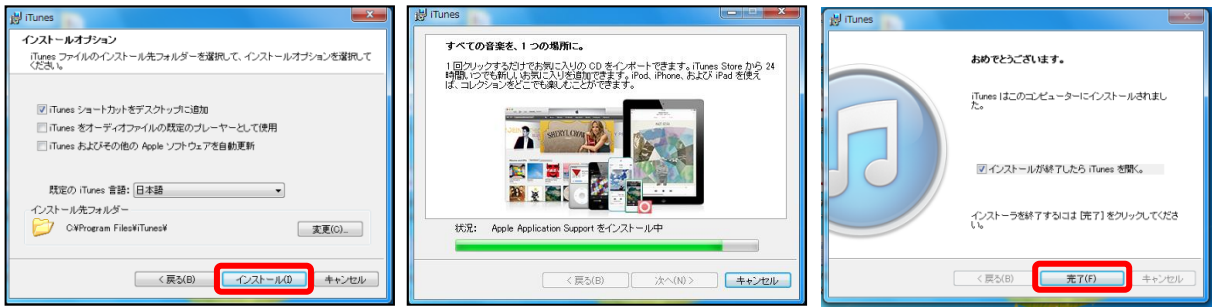 iTunes
インストールオプション
iTunes ファイルのインストール先フォルダーを選択して、インストールオプションを選択して
ください。
iTunes ショートカットをデスクトップに追加
iTunes をオーディオファイルの既定のプレーヤーとして使用
iTunes およびその他の Apple ソフトウェアを自動更新
既定の iTunes 言語: 日本語
インストール先フォルダー
C:¥Program Files¥iTunes¥
変更(C)...
< 戻る(B)
インストール(I)
キャンセル
iTunes
すべての音楽を、1 つの場所に。
1 回クリックするだけでお気に入りの CD をインポートできます。iTunes Store から 24
時間いつでも新しいお気に入りを追加できます。iPod、iPhone、および iPad を使え
ば、コレクションをどこでも楽しむことができます。
SHERYL CROW
状況: Apple Application Support をインストール中
< 戻る(B)
次へ(N) >
キャンセル
iTunes
おめでとうございます。
iTunes はこのコンピューターにインストールされまし
た。
インストールが終了したら iTunes を開く。
インストーラを終了するには [完了] をクリックしてくださ
い。
< 戻る(B)
完了(F)
キャンセル